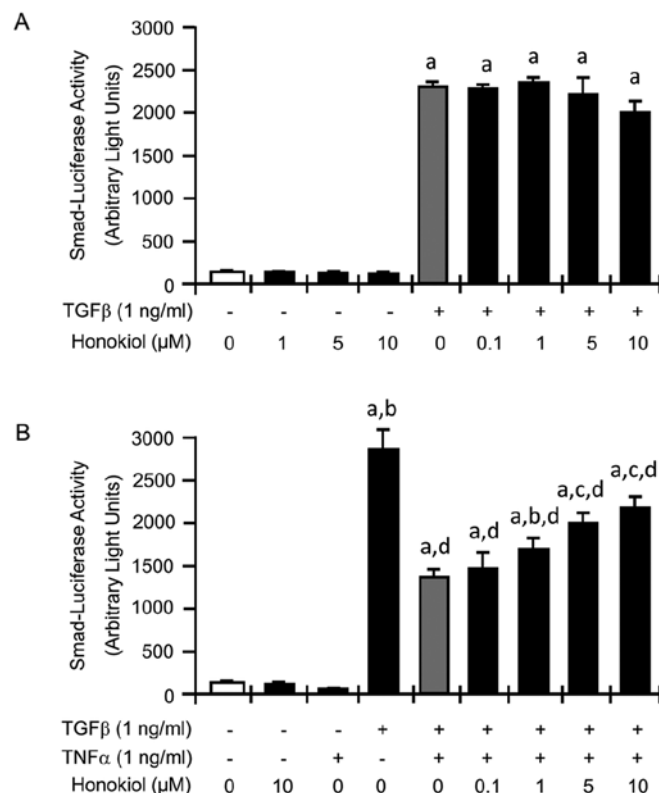 A
Smad-Luciferase Activity
(Arbitrary Light Units)
3000
2500
2000
1500
1000
500
0
a a a a a
TGFβ (1 ng/ml) - - - - + + + + +
Honokiol (µM) 0 1 5 10 0 0.1 1 5 10
B
Smad-Luciferase Activity
(Arbitrary Light Units)
3000
2500
2000
1500
1000
500
0
a,b a,d a,d a,b,d a,c,d a,c,d
TGFβ (1 ng/ml) - - - + + + + + +
TNFα (1 ng/ml) - - + - + + + + +
Honokiol (µM) 0 10 0 0 0 0.1 1 5 10